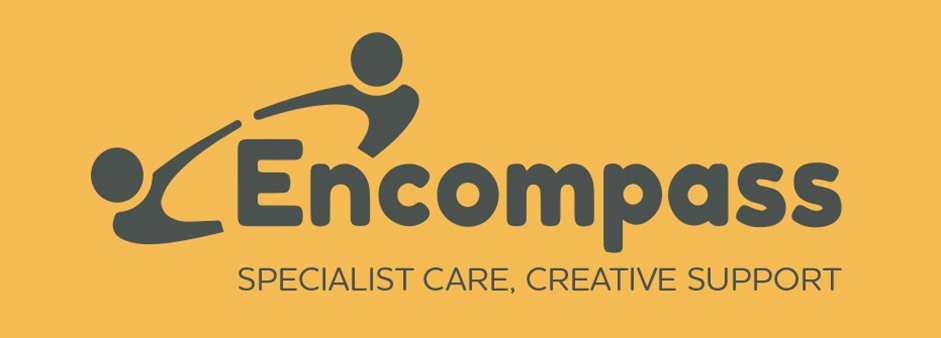 Encompass
SPECIALIST CARE, CREATIVE SUPPORT